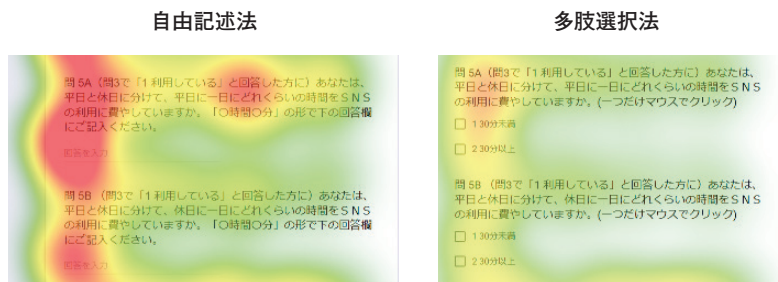 自由記述法
問 5A（問3で「1 利用している」と回答した方に）あなたは、
平日と休日に分けて、平日に一日にどれくらいの時間をＳＮＳ
の利用に費やしていますか。「〇時間〇分」の形で下の回答欄
にご記入ください。
回答を入力
問 5B （問3で「1 利用している」と回答した方に）あなたは、
平日と休日に分けて、休日に一日にどれくらいの時間をＳＮＳ
の利用に費やしていますか。「〇時間〇分」の形で下の回答欄
にご記入ください。
回答を入力
多肢選択法
問 5A（問3で「1 利用している」と回答した方に）あなたは、
平日と休日に分けて、平日に一日にどれくらいの時間をＳＮＳ
の利用に費やしていますか。(一つだけマウスでクリック)
1 30分未満
2 30分以上
問 5B （問3で「1 利用している」と回答した方に）あなたは、
平日と休日に分けて、休日に一日にどれくらいの時間をＳＮＳ
の利用に費やしていますか。(一つだけマウスでクリック)
1 30分未満
2 30分以上